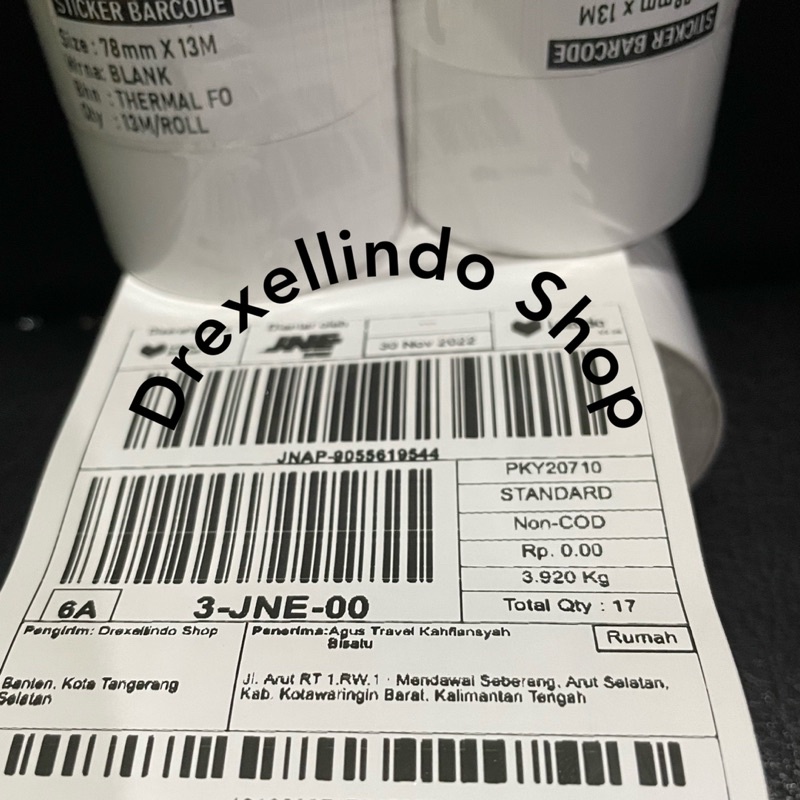 STICKER BARCODE
Size : 78mm X 13M
Wrna: BLANK
Bhn : THERMAL FO
Qty : 13M/ROLL
STICKER BARCODE
mm x 13M
Drexellindo Shop
JNE
30 Nov 2022
JNAP-9055619544
PKY20710
STANDARD
Non-COD
Rp. 0.00
3.920 Kg
6A
3-JNE-00
Total Qty : 17
Pengirim: Drexellindo Shop
Penerima:Agus Travel Kahfiansyah
Bisatu
Rumah
Banten. Kota Tangerang
Selatan
Jl. Arut RT 1.RW.1 · Mendawai Seberang, Arut Selatan,
Kab. Kotawaringin Barat. Kalimantan Tengah